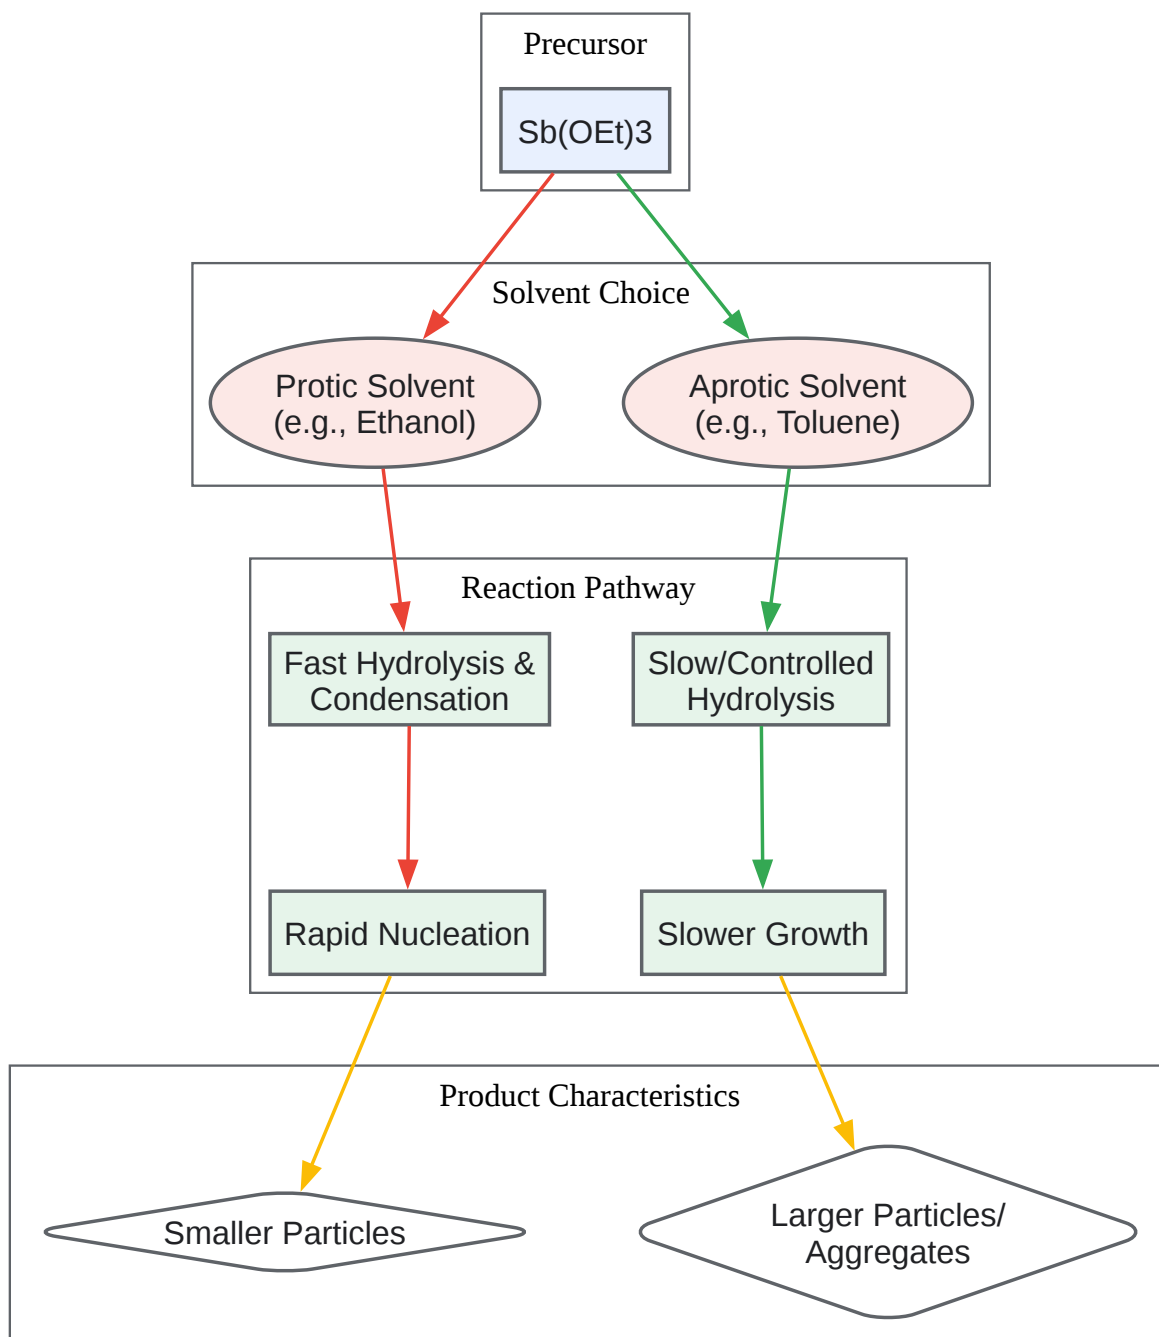 Precursor
Sb(OEt)3
Solvent Choice
Protic Solvent
(e.g., Ethanol)
Aprotic Solvent
(e.g., Toluene)
Reaction Pathway
Fast Hydrolysis &
Condensation
Slow/Controlled
Hydrolysis
Rapid Nucleation
Slower Growth
Product Characteristics
Smaller Particles
Larger Particles/
Aggregates